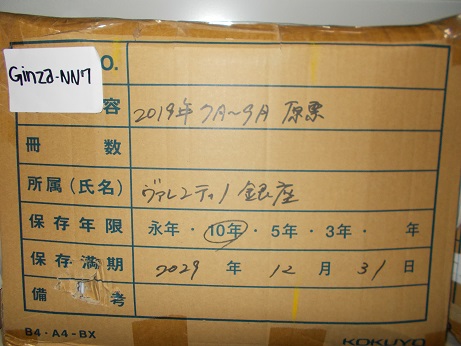 Ginza-NN7
O.
容 2019年7月〜9月 原票
冊 数
所属(氏名) ヴァレンティノ 銀座
保存年限 永年・10年・5年・3年・ 年
保存満期 2029 年 12 月 31 日
備 考
B4・A4-BX KOKUYO